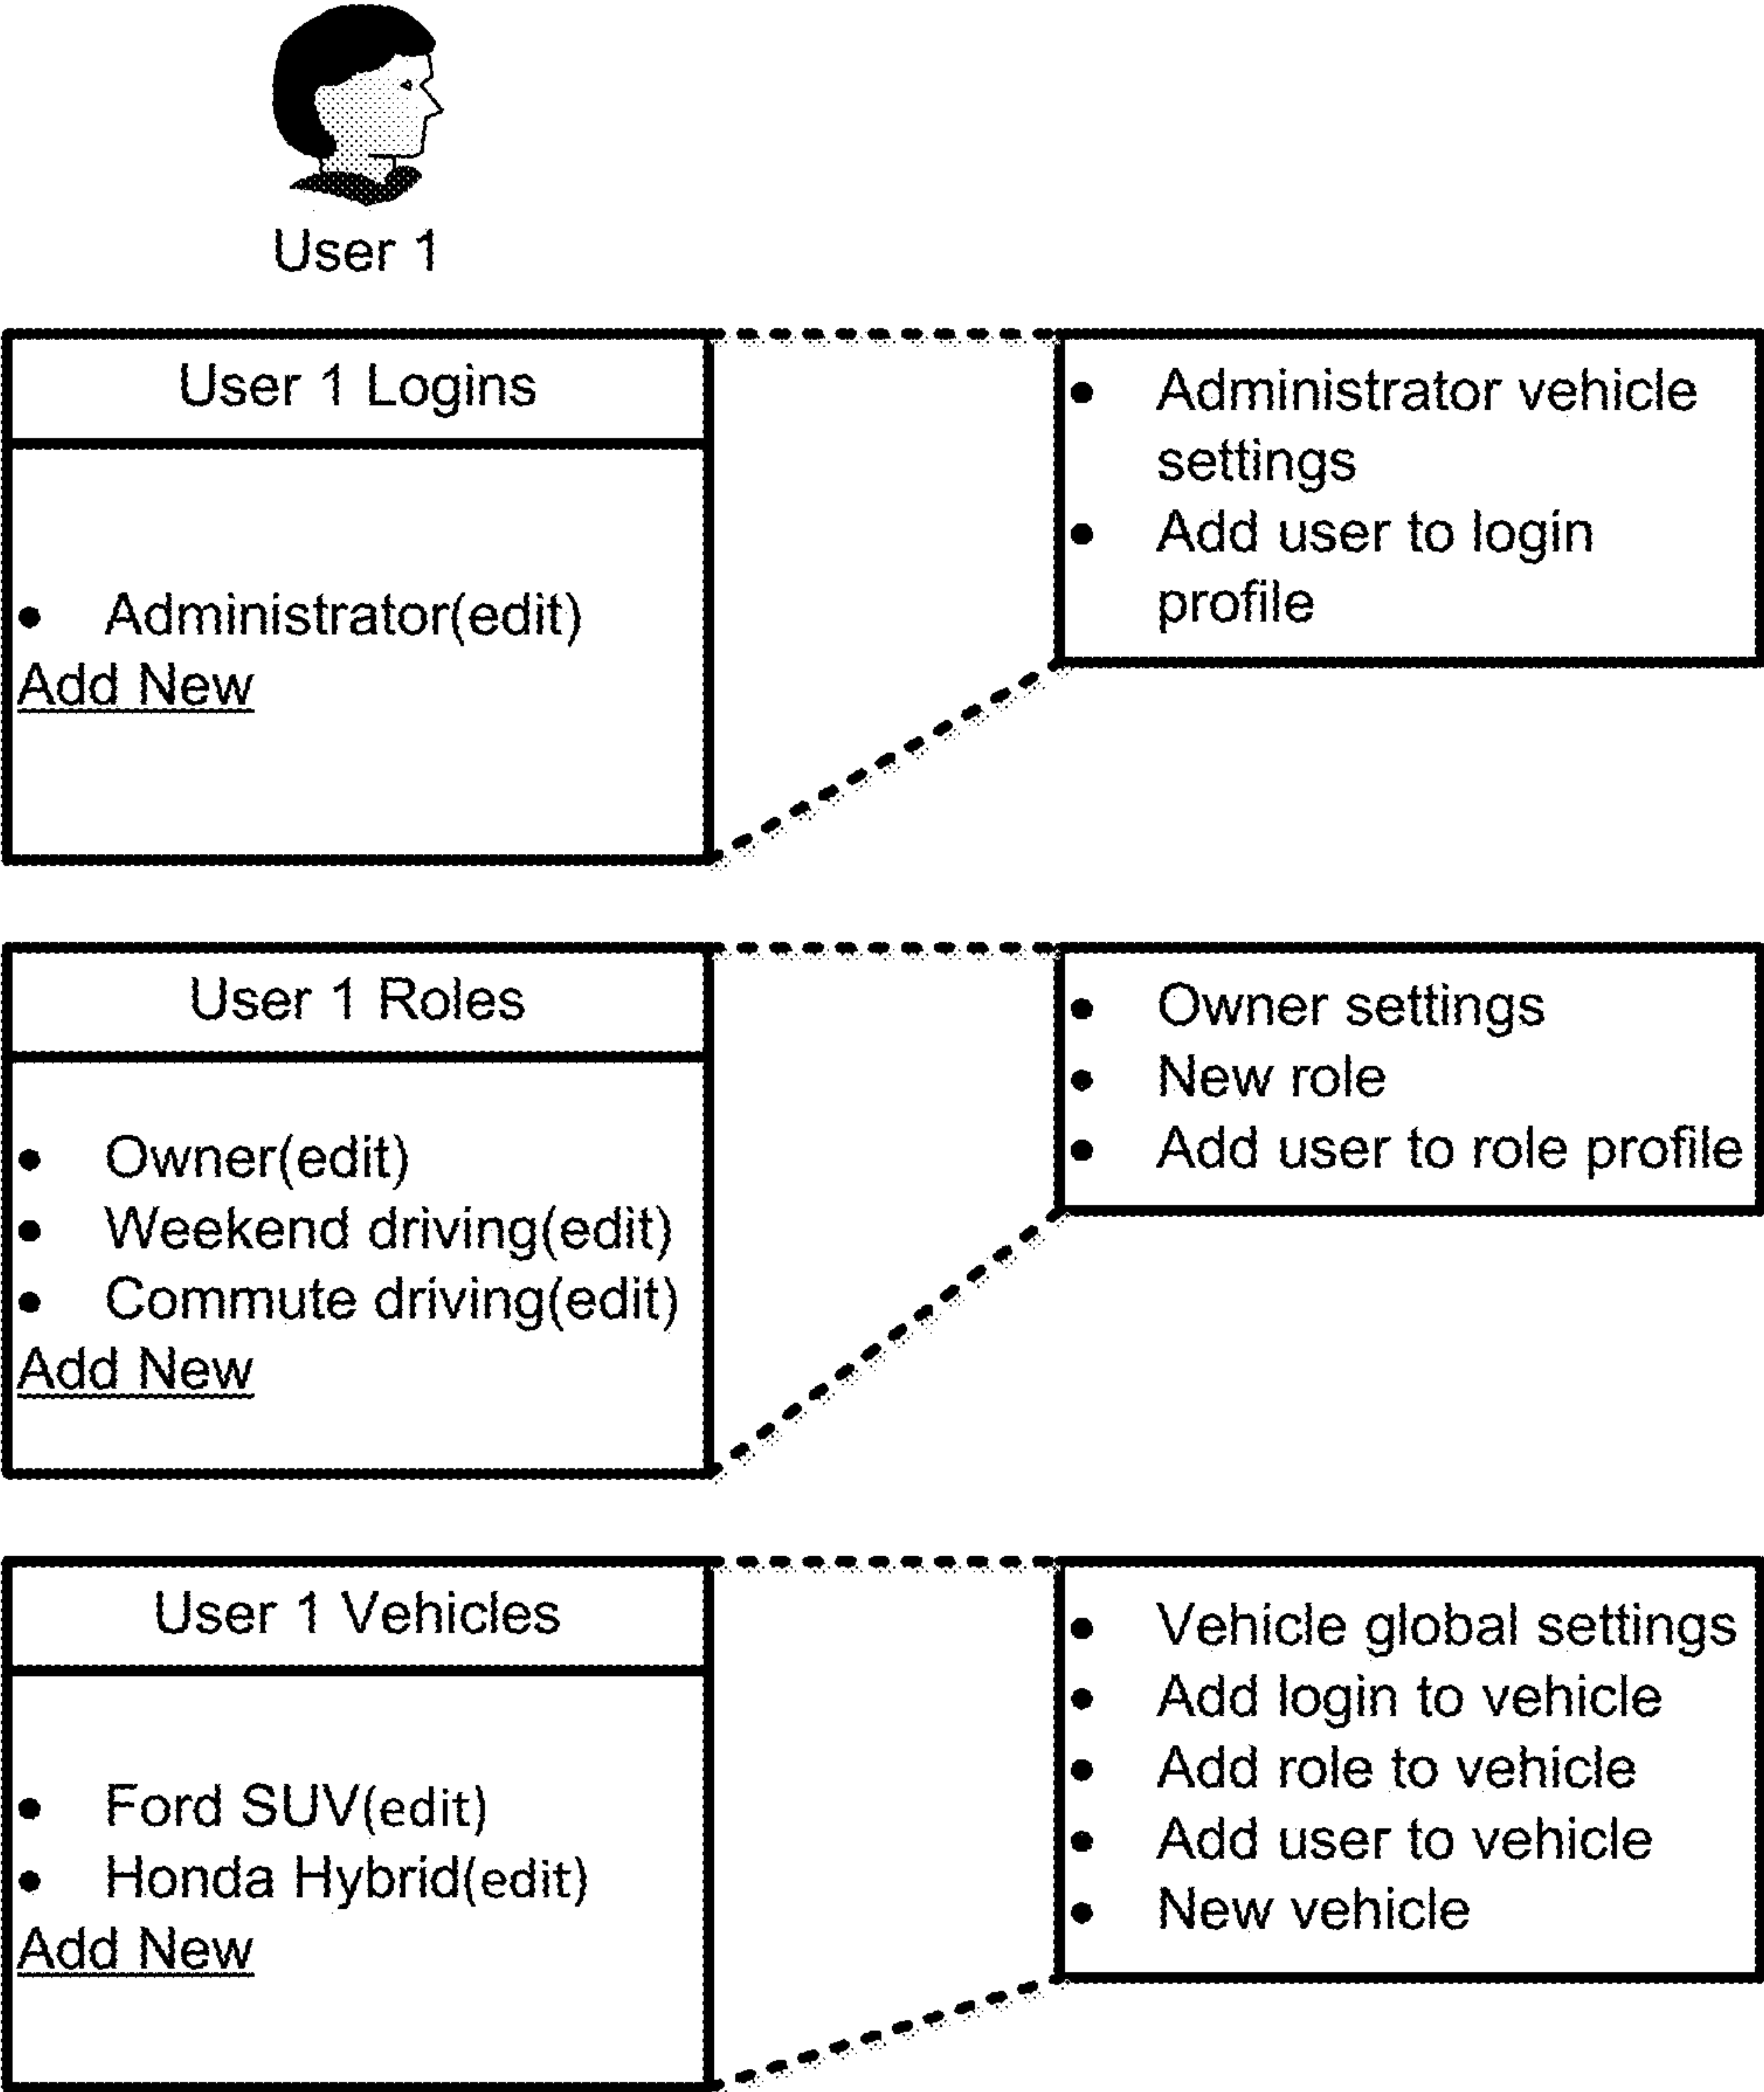 User 1
User 1 Logins
• Administrator(edit)
Add New
• Administrator vehicle
settings
• Add user to login
profile
User 1 Roles
• Owner(edit)
• Weekend driving(edit)
• Commute driving(edit)
Add New
• Owner settings
• New role
• Add user to role profile
User 1 Vehicles
• Ford SUV(edit)
• Honda Hybrid(edit)
Add New
• Vehicle global settings
• Add login to vehicle
• Add role to vehicle
• Add user to vehicle
• New vehicle